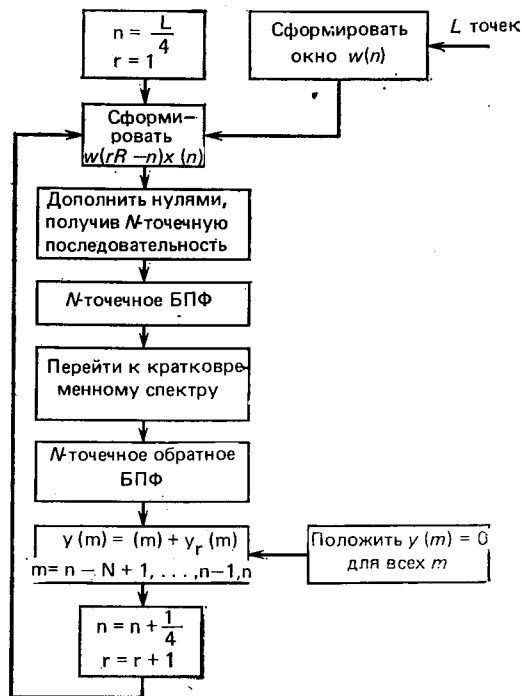 n = L/4
r = 1
Сформировать
окно w(n)
L точек
Сформи-
ровать
w(rR – n)x (n)
Дополнить нулями,
получив N-точечную
последовательность
N-точечное БПФ
Перейти к кратковре-
менному спектру
N-точечное обратное
БПФ
y (m) = (m) + yr (m)
m= n – N + 1, . . . ,n–1,n
Положить y (m) = 0
для всех m
n = n + 1/4
r = r + 1